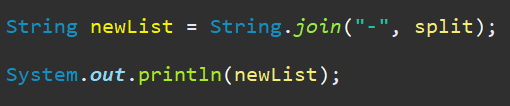 String newList = String.join("-", split);
System.out.println(newList);